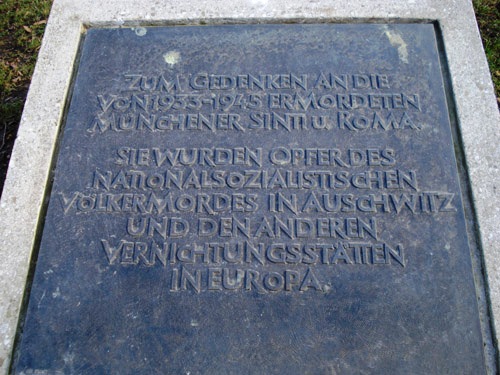 ZUM GEDENKEN AN DIE
VON 1933-1945 ERMORDETEN
MÜNCHENER SINTI U. ROMA.
SIE WURDEN OPFER DES
NATIONALSOZIALISTISCHEN
VÖLKERMORDES IN AUSCHWITZ
UND DEN ANDEREN
VERNICHTUNGSSTÄTTEN
IN EUROPA.